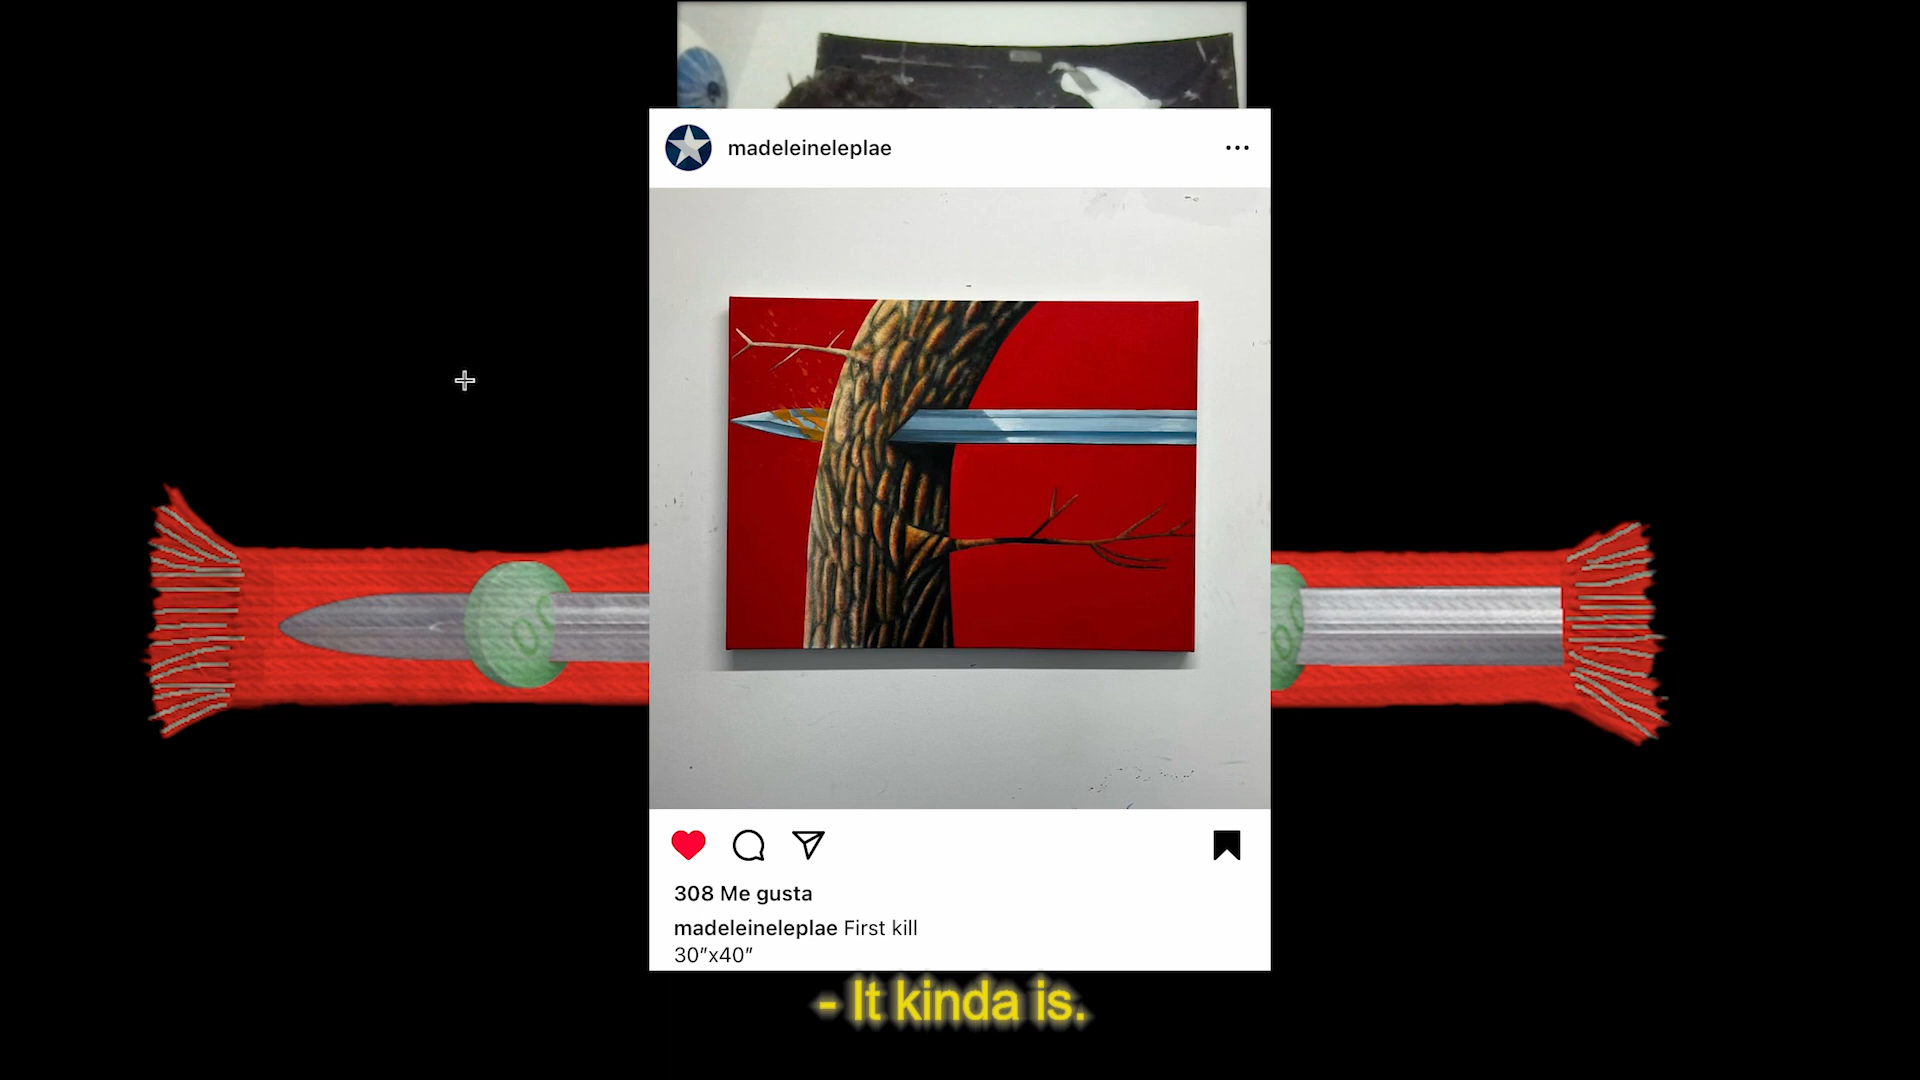 madeleineleplae
308 Me gusta
madeleineleplae First kill
30”x40”
- It kinda is.